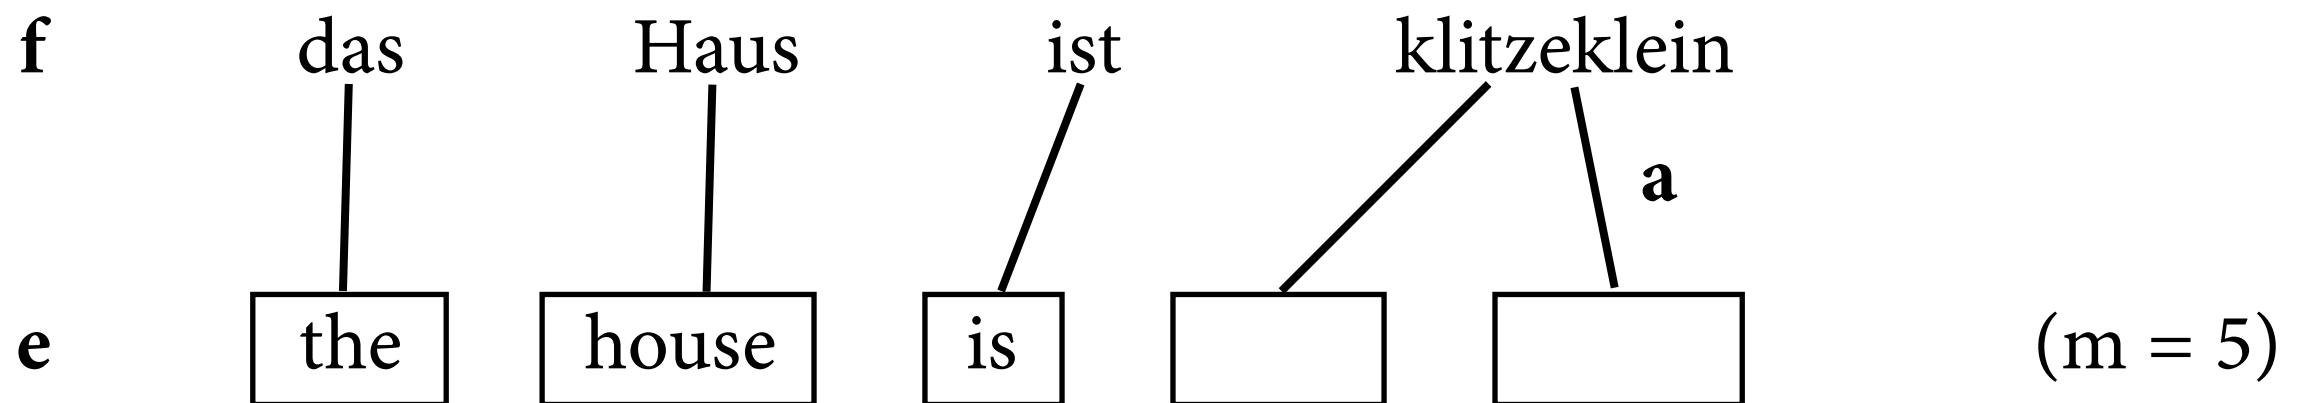 f das Haus ist klitzeklein
a
e the house is (m = 5)